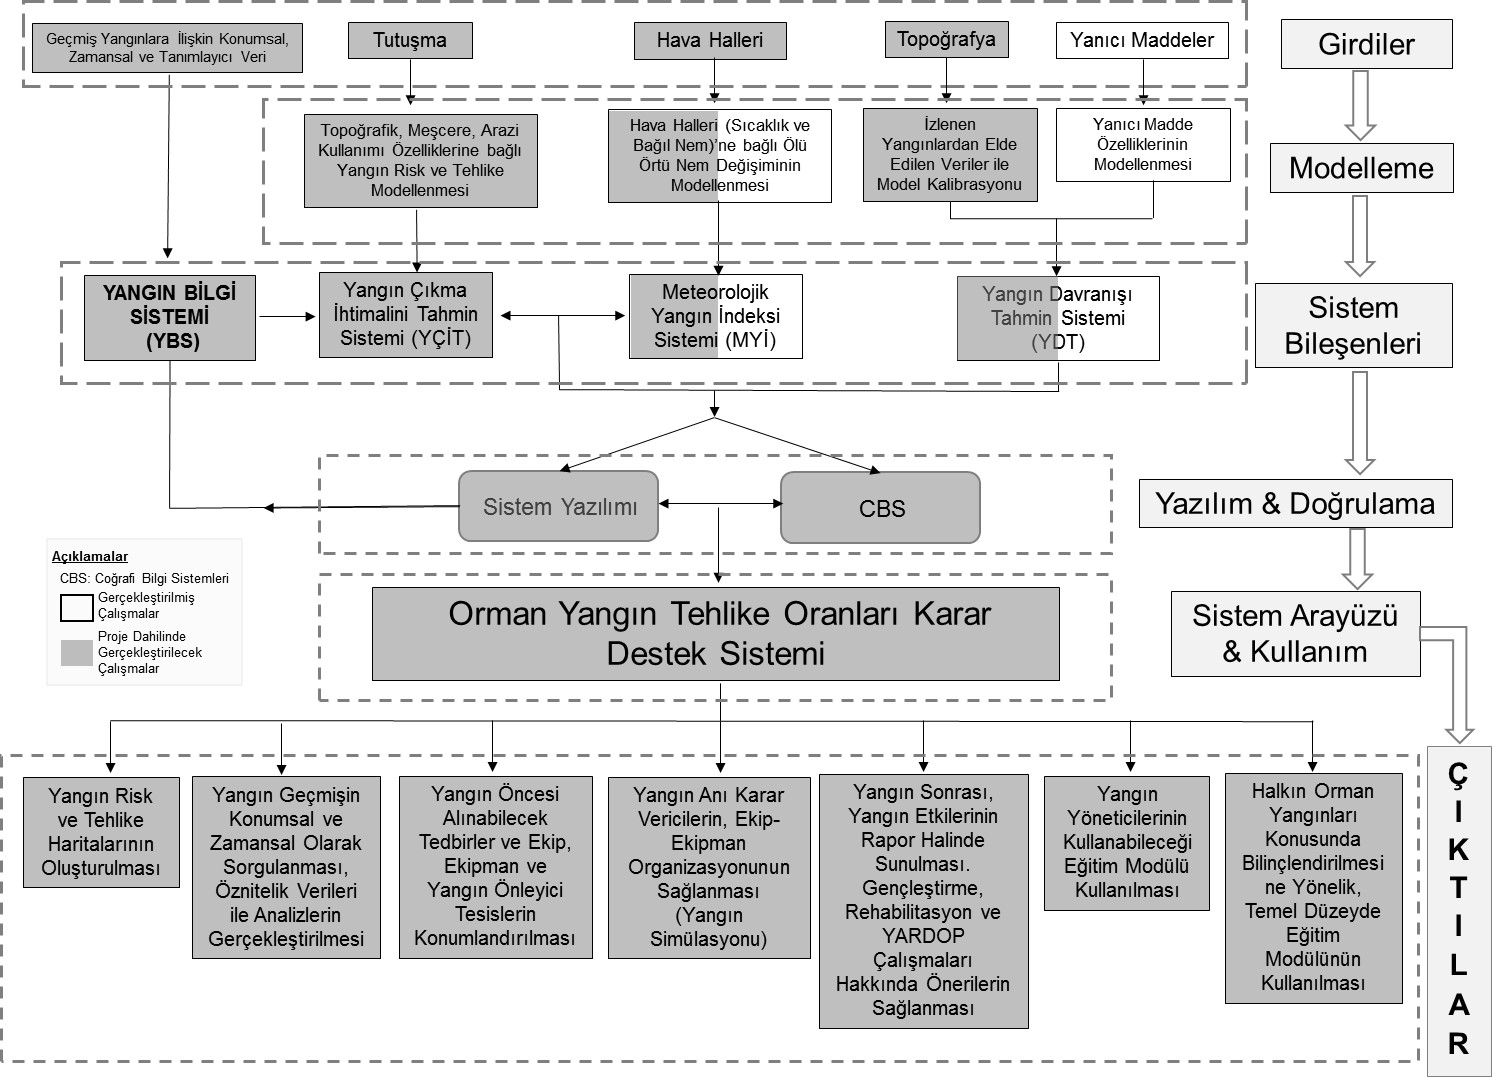 Geçmiş Yangınlara İlişkin Konumsal,
Zamansal ve Tanımlayıcı Veri
Tutuşma
Hava Halleri
Topoğrafya
Yanıcı Maddeler
Girdiler
Topoğrafik, Meşcere, Arazi
Kullanımı Özelliklerine bağlı
Yangın Risk ve Tehlike
Modellenmesi
Hava Halleri (Sıcaklık ve
Bağıl Nem)'ne bağlı Ölü
Örtü Nem Değişiminin
Modellenmesi
İzlenen
Yangınlardan Elde
Edilen Veriler ile
Model Kalibrasyonu
Yanıcı Madde
Özelliklerinin
Modellenmesi
Modelleme
YANGIN BİLGİ
SİSTEMİ
(YBS)
Yangın Çıkma
İhtimalini Tahmin
Sistemi (YÇİT)
Meteorolojik
Yangın İndeksi
Sistemi (MYİ)
Yangın Davranışı
Tahmin Sistemi
(YDT)
Sistem
Bileşenleri
Sistem Yazılımı
CBS
Yazılım & Doğrulama
Açıklamalar
CBS: Coğrafi Bilgi Sistemleri
Gerçekleştirilmiş
Çalışmalar
Proje Dahilinde
Gerçekleştirilecek
Çalışmalar
Orman Yangın Tehlike Oranları Karar
Destek Sistemi
Sistem Arayüzü
& Kullanım
Yangın Risk
ve Tehlike
Haritalarının
Oluşturulması
Yangın Geçmişin
Konumsal ve
Zamansal Olarak
Sorgulanması,
Öznitelik Verileri
ile Analizlerin
Gerçekleştirilmesi
Yangın Öncesi
Alınabilecek
Tedbirler ve Ekip,
Ekipman ve
Yangın Önleyici
Tesislerin
Konumlandırılması
Yangın Anı Karar
Vericilerin, Ekip-
Ekipman
Organizasyonunun
Sağlanması
(Yangın
Simülasyonu)
Yangın Sonrası,
Yangın Etkilerinin
Rapor Halinde
Sunulması.
Gençleştirme,
Rehabilitasyon ve
YARDOP
Çalışmaları
Hakkında Önerilerin
Sağlanması
Yangın
Yöneticilerinin
Kullanabileceği
Eğitim Modülü
Kullanılması
Halkın Orman
Yangınları
Konusunda
Bilinçlendirilmesi
ne Yönelik,
Temel Düzeyde
Eğitim
Modülünün
Kullanılması
Ç
I
K
T
I
L
A
R